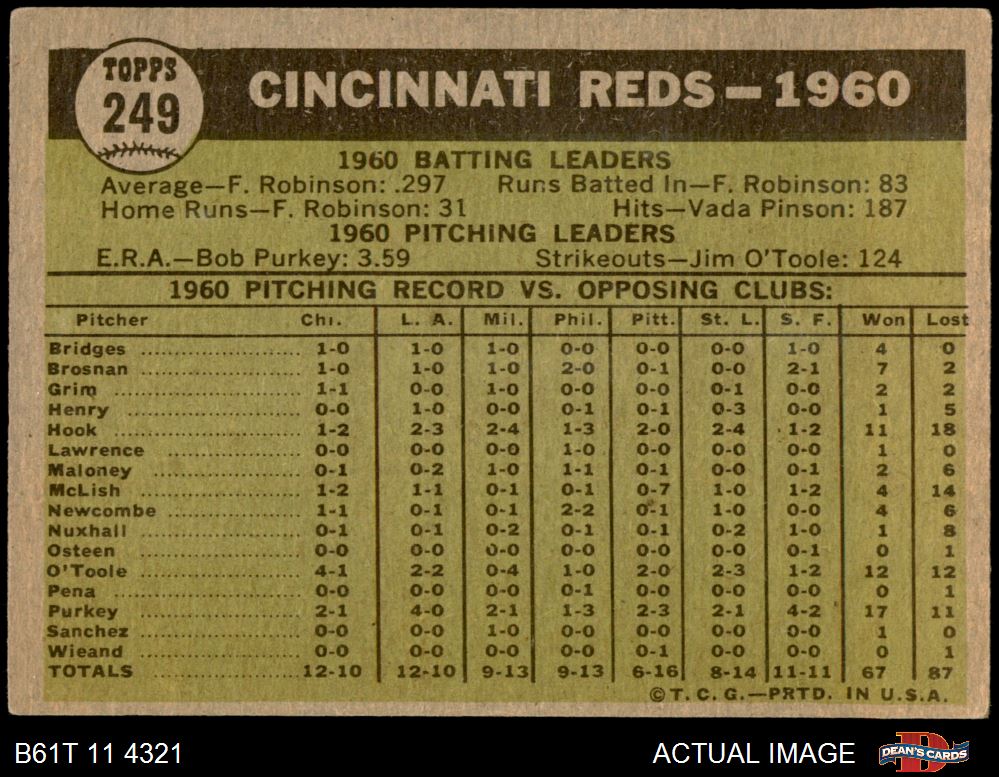 TOPPS
249
CINCINNATI REDS—1960
1960 BATTING LEADERS
Average—F. Robinson: .297 Runs Batted In—F. Robinson: 83
Home Runs—F. Robinson: 31 Hits—Vada Pinson: 187
1960 PITCHING LEADERS
E.R.A.—Bob Purkey: 3.59 Strikeouts—Jim O'Toole: 124
1960 PITCHING RECORD VS. OPPOSING CLUBS:
Pitcher Chi. L. A. Mil. Phil. Pitt. St. L. S. F. Won Lost
Bridges 1-0 1-0 1-0 0-0 0-0 0-0 1-0 4 0
Brosnan 1-0 1-0 1-0 2-0 0-1 0-0 2-1 7 2
Grim 1-1 0-0 1-0 0-0 0-0 0-1 0-0 2 2
Henry 0-0 1-0 0-0 0-1 0-1 0-3 0-0 1 5
Hook 1-2 2-3 2-4 1-3 2-0 2-4 1-2 11 18
Lawrence 0-0 0-0 0-0 1-0 0-0 0-0 0-0 1 0
Maloney 0-1 0-2 1-0 1-1 0-1 0-0 0-1 2 6
McLish 1-2 1-1 0-1 0-1 0-7 1-0 1-2 4 14
Newcombe 1-1 0-1 0-1 2-2 0-1 1-0 0-0 4 6
Nuxhall 0-1 0-1 0-2 0-1 0-1 0-2 1-0 1 8
Osteen 0-0 0-0 0-0 0-0 0-0 0-0 0-1 0 1
O'Toole 4-1 2-2 0-4 1-0 2-0 2-3 1-2 12 12
Pena 0-0 0-0 0-0 0-1 0-0 0-0 0-0 0 1
Purkey 2-1 4-0 2-1 1-3 2-3 2-1 4-2 17 11
Sanchez 0-0 0-0 1-0 0-0 0-0 0-0 0-0 1 0
Wieand 0-0 0-0 0-0 0-0 0-1 0-0 0-0 0 1
TOTALS 12-10 12-10 9-13 9-13 6-16 8-14 11-11 67 87
©T. C. G.—PRTD. IN U.S.A.
B61T 11 4321 ACTUAL IMAGE DEAN'S CARDS